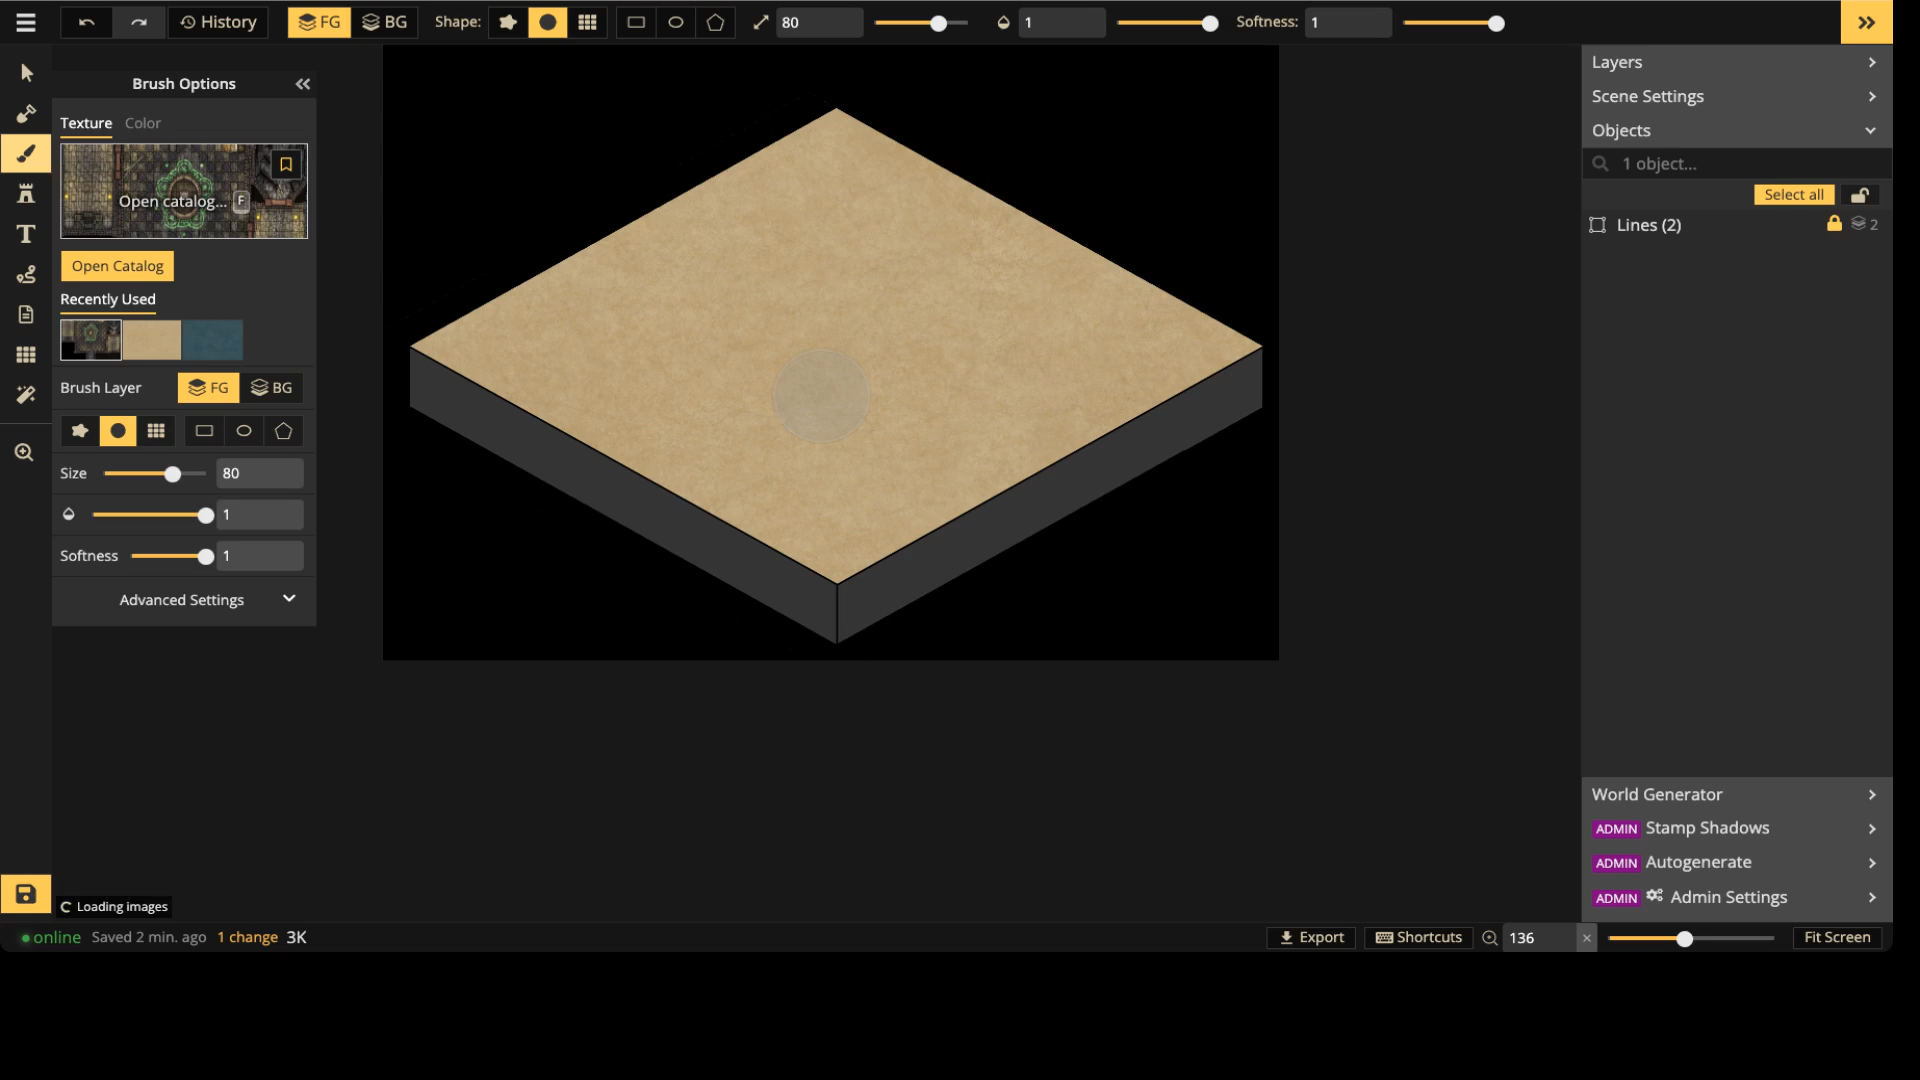 History
FG
BG
Shape:
80
1
Softness:
1
Brush Options
Texture
Color
Open catalog...
F
Open Catalog
Recently Used
Brush Layer
FG
BG
Size
80
1
Softness
1
Advanced Settings
Layers
Scene Settings
Objects
1 object...
Select all
Lines (2)
2
World Generator
ADMIN Stamp Shadows
ADMIN Autogenerate
ADMIN Admin Settings
Loading images
online Saved 2 min. ago 1 change 3K
Export
Shortcuts
136
×
Fit Screen